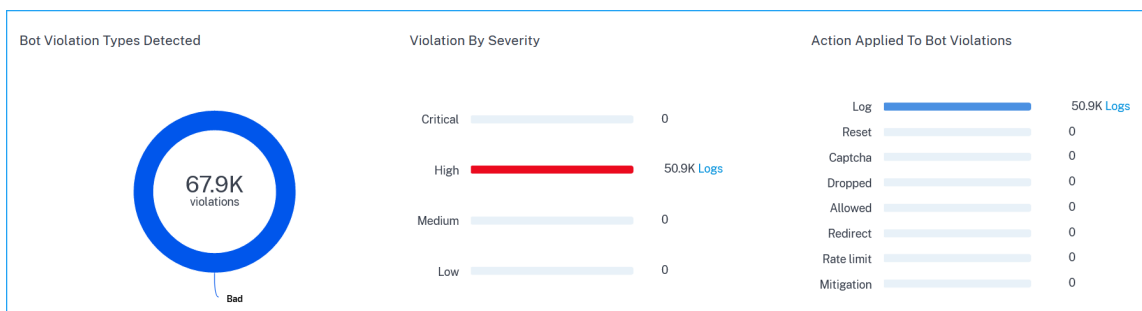 Bot Violation Types Detected
67.9K
violations
Bad
Violation By Severity
Critical 0
High 50.9K Logs
Medium 0
Low 0
Action Applied To Bot Violations
Log 50.9K Logs
Reset 0
Captcha 0
Dropped 0
Allowed 0
Redirect 0
Rate limit 0
Mitigation 0